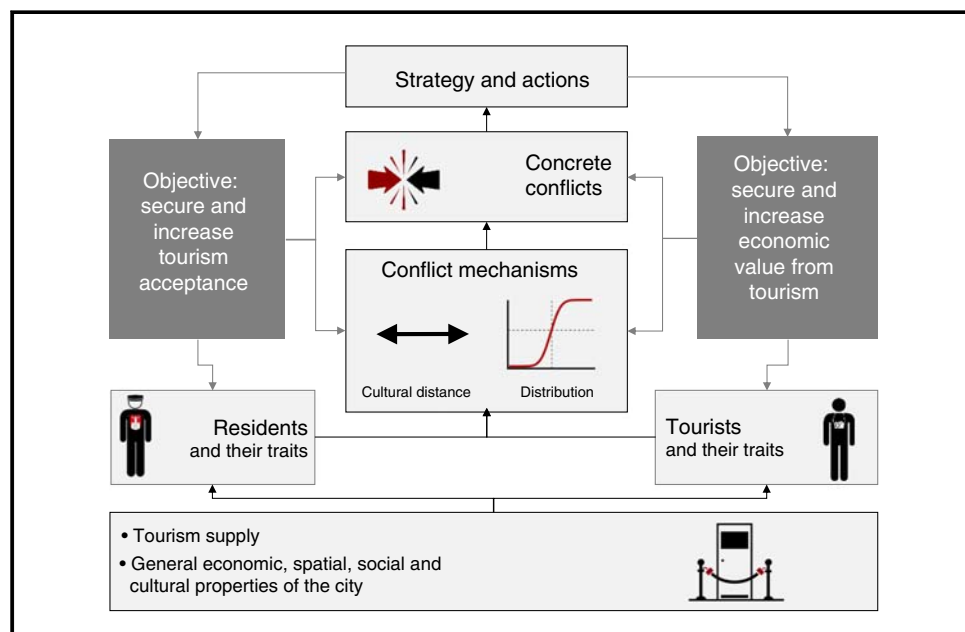 Strategy and actions
Objective:
secure and
increase
tourism
acceptance
Concrete
conflicts
Objective:
secure and
increase
economic
value from
tourism
Conflict mechanisms
Cultural distance
Distribution
Residents
and their traits
Tourists
and their traits
• Tourism supply
• General economic, spatial, social and
cultural properties of the city